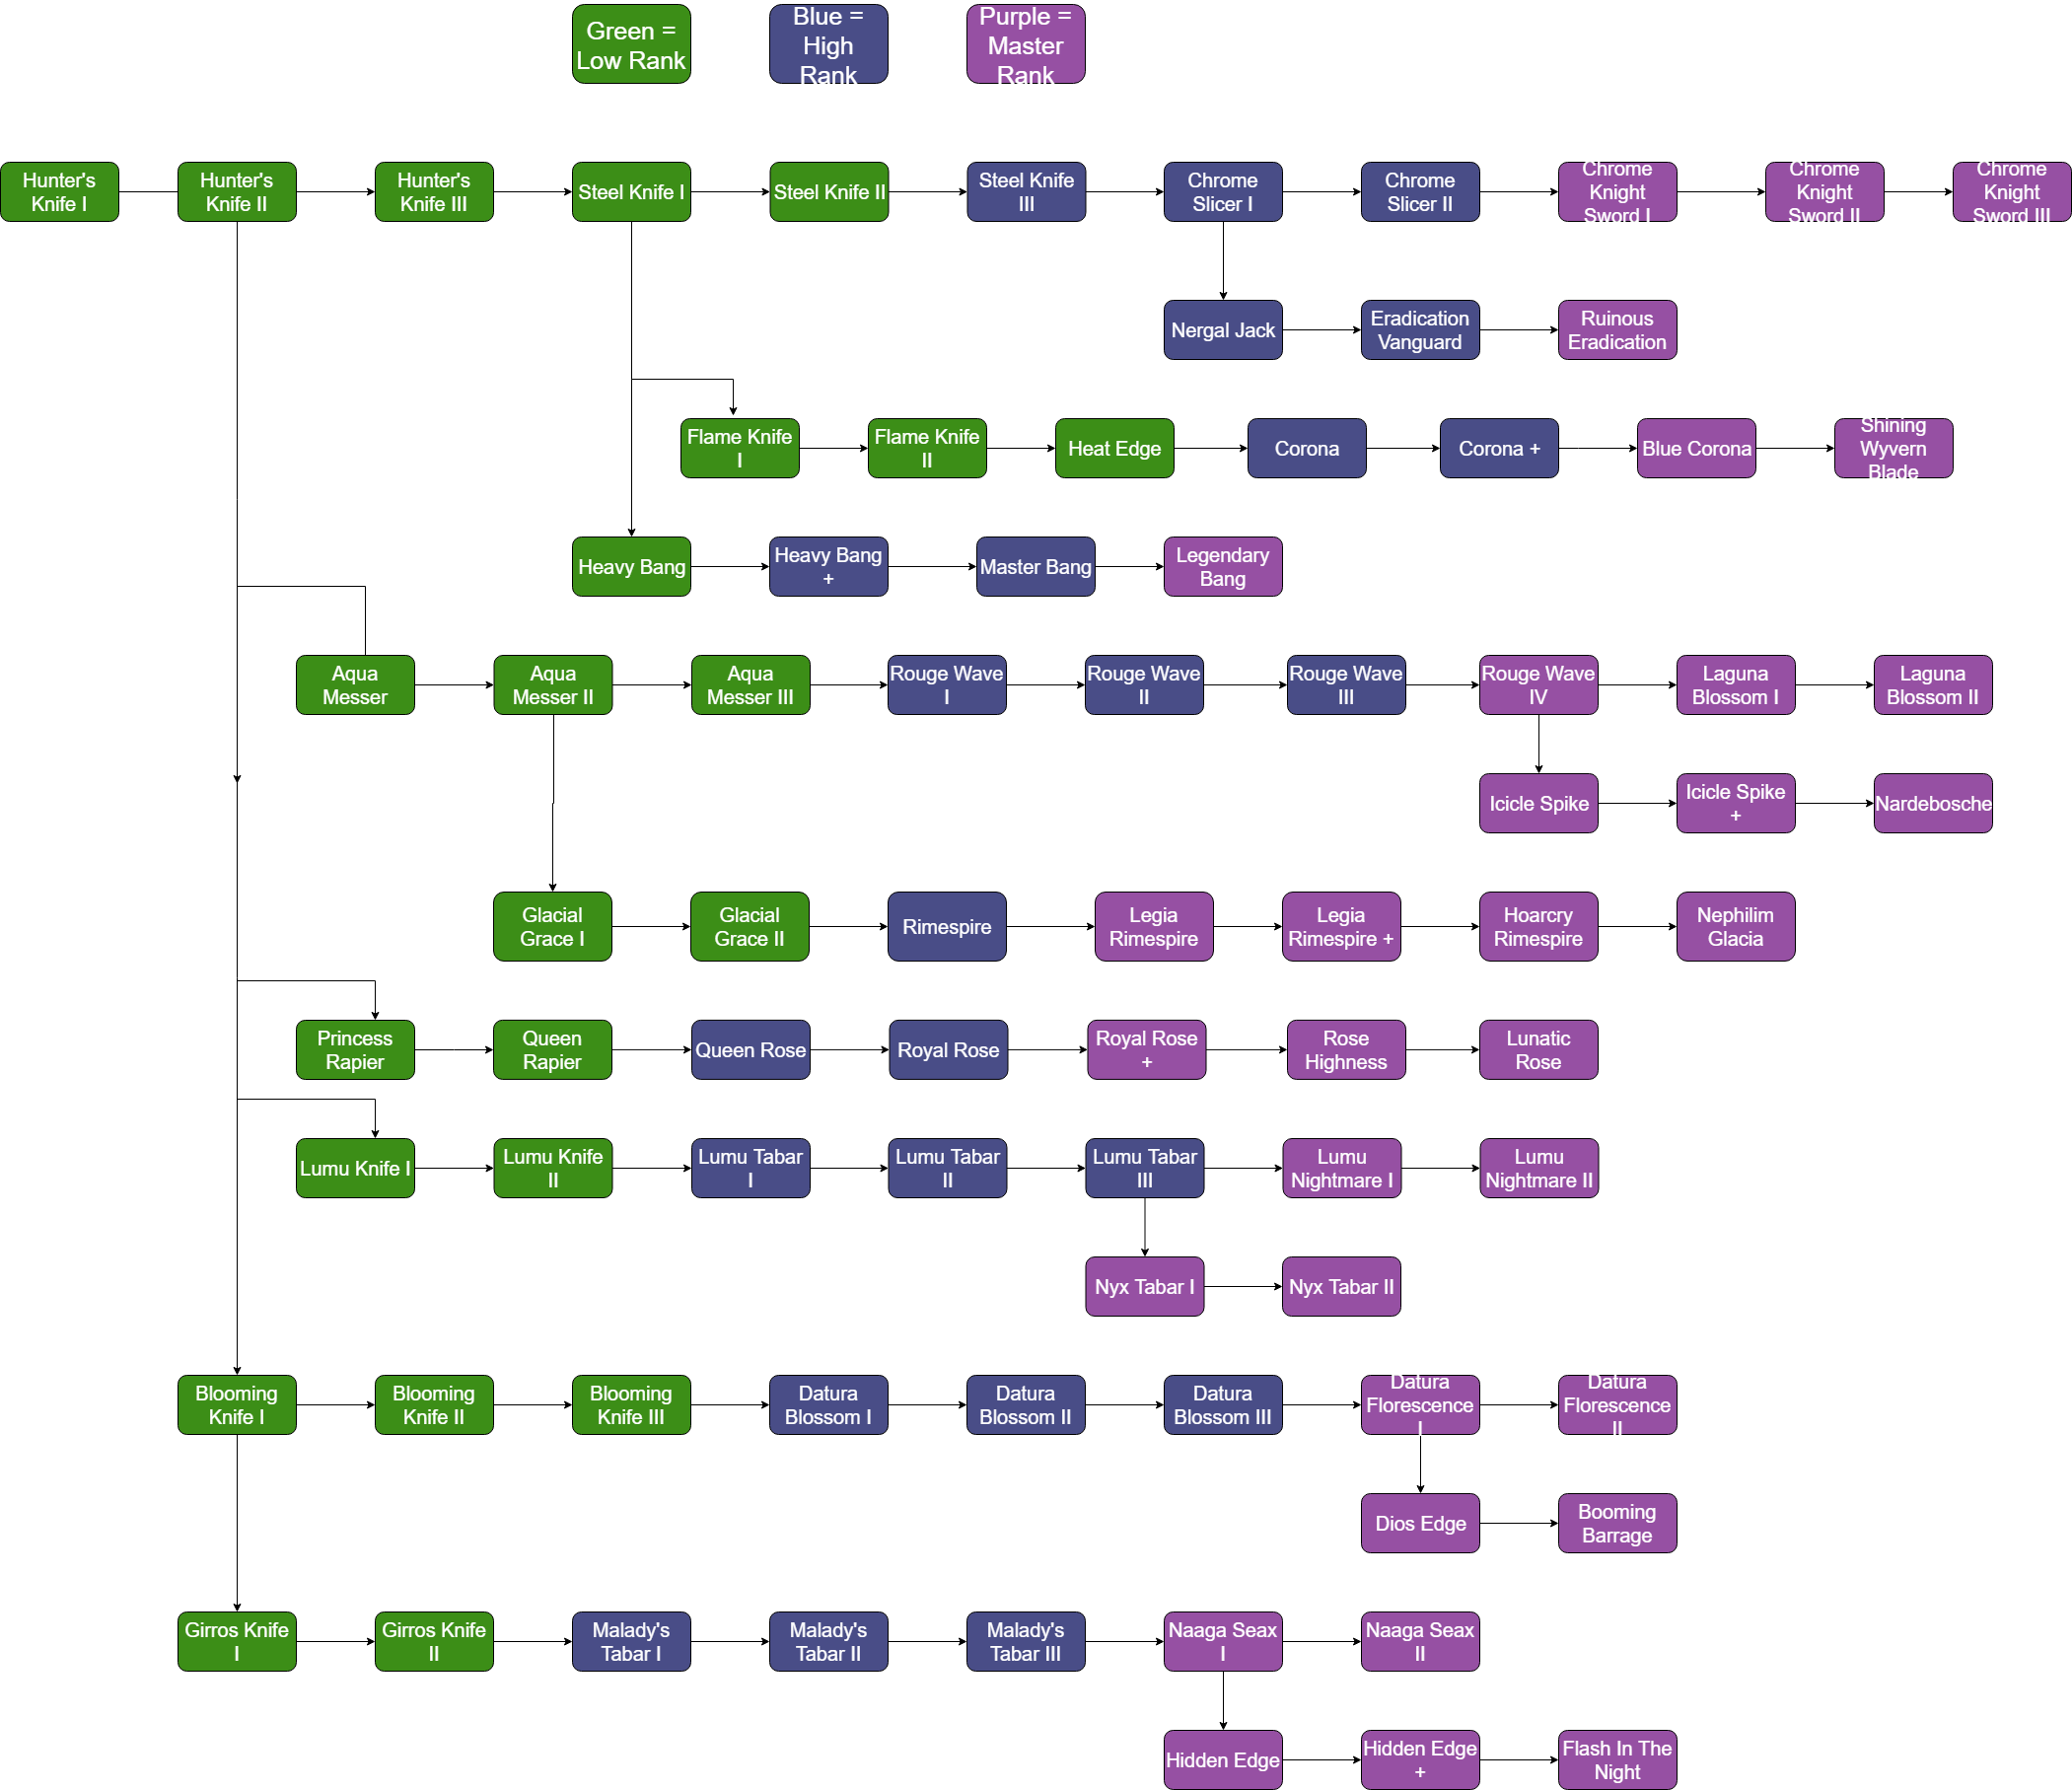 Green =
Low Rank
Blue =
High
Rank
Purple =
Master
Rank
Hunter's
Knife I
Hunter's
Knife II
Hunter's
Knife III
Steel Knife I
Steel Knife II
Steel Knife
III
Chrome
Slicer I
Chrome
Slicer II
Chrome
Knight
Sword I
Chrome
Knight
Sword II
Chrome
Knight
Sword III
Nergal Jack
Eradication
Vanguard
Ruinous
Eradication
Flame Knife
I
Flame Knife
II
Heat Edge
Corona
Corona +
Blue Corona
Shining
Wyvern
Blade
Heavy Bang
Heavy Bang
+
Master Bang
Legendary
Bang
Aqua
Messer
Aqua
Messer II
Aqua
Messer III
Rouge Wave
I
Rouge Wave
II
Rouge Wave
III
Rouge Wave
IV
Laguna
Blossom I
Laguna
Blossom II
Icicle Spike
Icicle Spike
+
Nardebosche
Glacial
Grace I
Glacial
Grace II
Rimespire
Legia
Rimespire
Legia
Rimespire +
Hoarcry
Rimespire
Nephilim
Glacia
Princess
Rapier
Queen
Rapier
Queen Rose
Royal Rose
Royal Rose
+
Rose
Highness
Lunatic
Rose
Lumu Knife I
Lumu Knife
II
Lumu Tabar
I
Lumu Tabar
II
Lumu Tabar
III
Lumu
Nightmare I
Lumu
Nightmare II
Nyx Tabar I
Nyx Tabar II
Blooming
Knife I
Blooming
Knife II
Blooming
Knife III
Datura
Blossom I
Datura
Blossom II
Datura
Blossom III
Datura
Florescence
I
Datura
Florescence
II
Dios Edge
Booming
Barrage
Girros Knife
I
Girros Knife
II
Malady's
Tabar I
Malady's
Tabar II
Malady's
Tabar III
Naaga Seax
I
Naaga Seax
II
Hidden Edge
Hidden Edge
+
Flash In The
Night